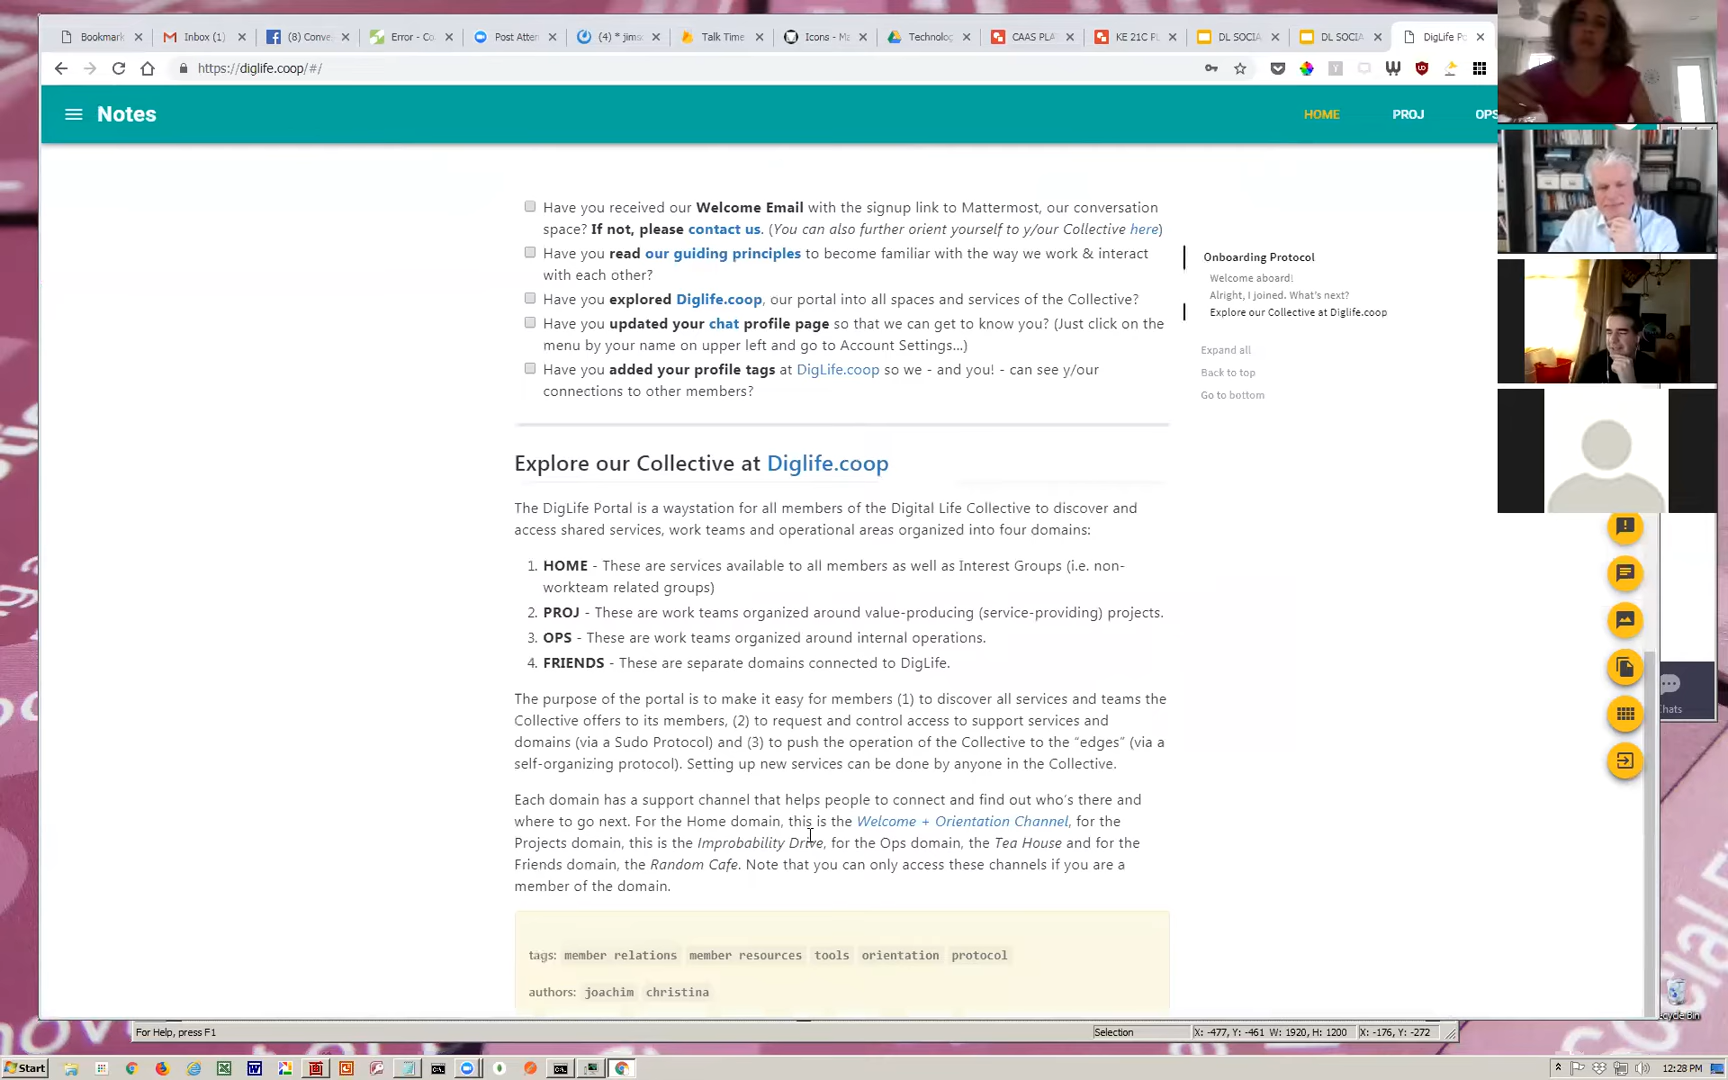 Bookmark
Inbox (1)
(8) Conve
Error - Co
Post Atten
(4) * jims
Talk Time
Icons - Ma
Technolog
CAAS PLA
KE 21C PL
DL SOCIA
DL SOCIA
DigLife Po
https://diglife.coop/#/
Notes
HOME
PROJ
OPS
Have you received our Welcome Email with the signup link to Mattermost, our conversation
space? If not, please contact us. (You can also further orient yourself to y/our Collective here)
Have you read our guiding principles to become familiar with the way we work & interact
with each other?
Have you explored Diglife.coop, our portal into all spaces and services of the Collective?
Have you updated your chat profile page so that we can get to know you? (Just click on the
menu by your name on upper left and go to Account Settings...)
Have you added your profile tags at DigLife.coop so we - and you! - can see y/our
connections to other members?
Onboarding Protocol
Welcome aboard!
Alright, I joined. What's next?
Explore our Collective at Diglife.coop
Expand all
Back to top
Go to bottom
Explore our Collective at Diglife.coop
The DigLife Portal is a waystation for all members of the Digital Life Collective to discover and
access shared services, work teams and operational areas organized into four domains:
1. HOME - These are services available to all members as well as Interest Groups (i.e. non-
workteam related groups)
2. PROJ - These are work teams organized around value-producing (service-providing) projects.
3. OPS - These are work teams organized around internal operations.
4. FRIENDS - These are separate domains connected to DigLife.
The purpose of the portal is to make it easy for members (1) to discover all services and teams the
Collective offers to its members, (2) to request and control access to support services and
domains (via a Sudo Protocol) and (3) to push the operation of the Collective to the “edges” (via a
self-organizing protocol). Setting up new services can be done by anyone in the Collective.
Each domain has a support channel that helps people to connect and find out who's there and
where to go next. For the Home domain, this is the Welcome + Orientation Channel, for the
Projects domain, this is the Improbability Drive, for the Ops domain, the Tea House and for the
Friends domain, the Random Cafe. Note that you can only access these channels if you are a
member of the domain.
tags: member relations member resources tools orientation protocol
authors: joachim christina
Chats
For Help, press F1
Selection
X: -477, Y: -461 W: 1920, H: 1200
X: -176, Y: -272
Start
12:28 PM